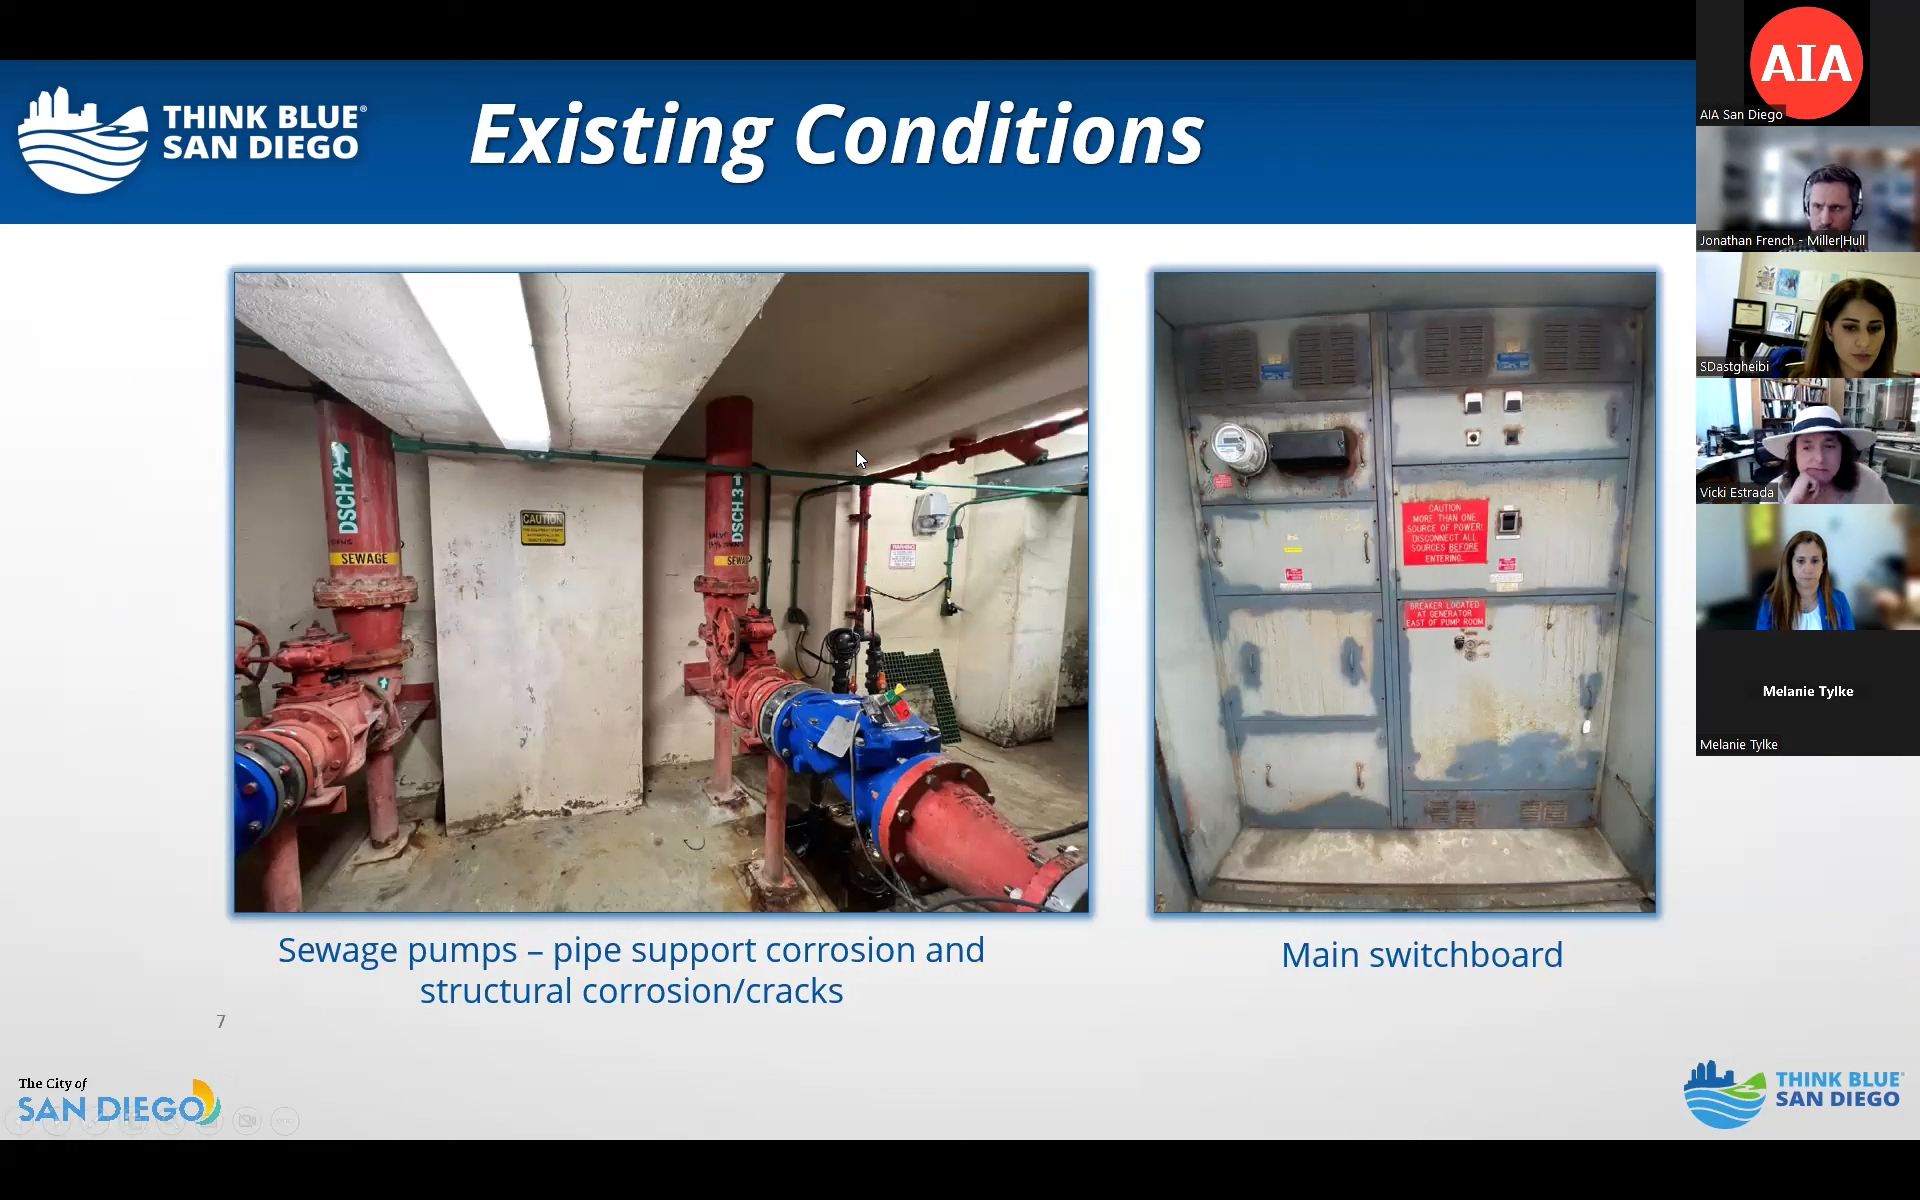 THINK BLUE®
SAN DIEGO
Existing Conditions
DSCH 2
SEWAGE
CAUTION
DSCH 3
SEWAGE
WARNING
CAUTION
MORE THAN ONE
SOURCE OF POWER!
DISCONNECT ALL
SOURCES BEFORE
ENTERING.
BREAKER LOCATED
AT GENERATOR
EAST OF PUMP ROOM
Sewage pumps – pipe support corrosion and
structural corrosion/cracks
Main switchboard
7
The City of
SAN DIEGO
THINK BLUE®
SAN DIEGO
AIA
AIA San Diego
Jonathan French - Miller|Hull
SDastgheibi
Vicki Estrada
Melanie Tylke
Melanie Tylke